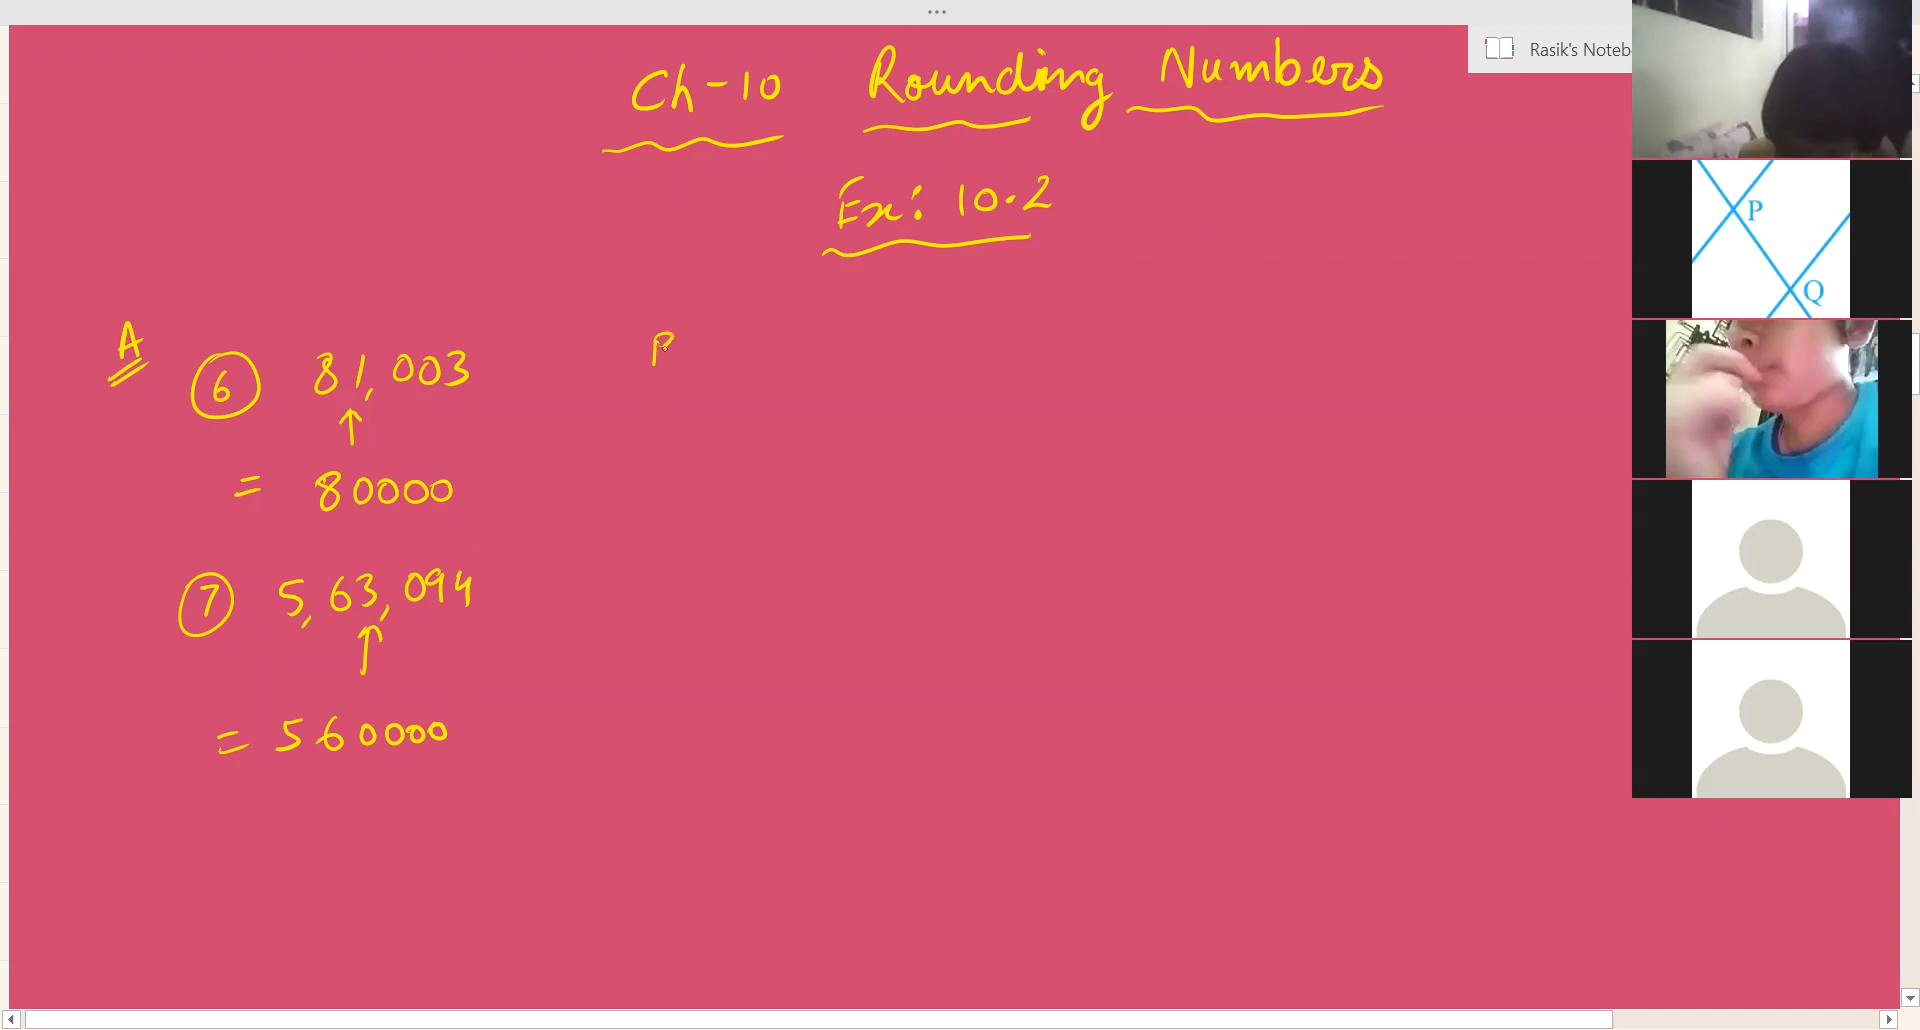 Rasik's Noteb
Ch-10 Rounding Numbers
Ex: 10.2
A
6 81,003
= 80000
7 5,63,094
= 560000
P
Q